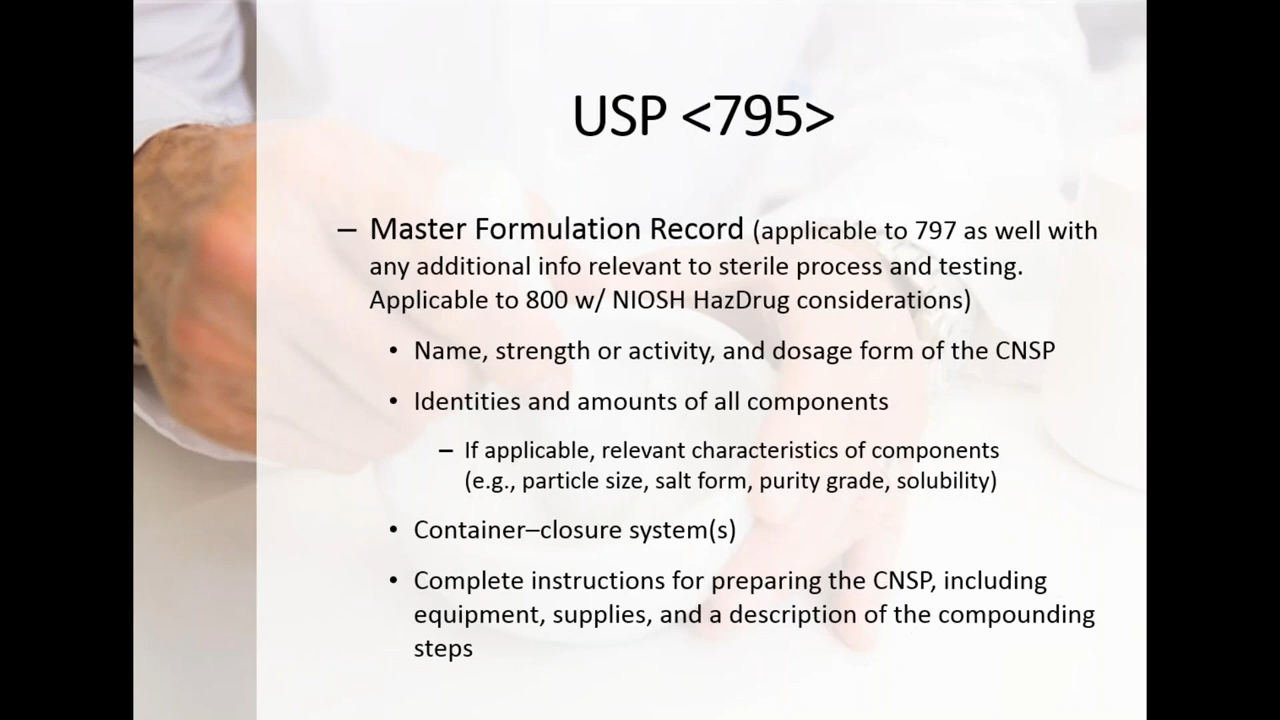 USP <795>
– Master Formulation Record (applicable to 797 as well with
any additional info relevant to sterile process and testing.
Applicable to 800 w/ NIOSH HazDrug considerations)
• Name, strength or activity, and dosage form of the CNSP
• Identities and amounts of all components
– If applicable, relevant characteristics of components
(e.g., particle size, salt form, purity grade, solubility)
• Container–closure system(s)
• Complete instructions for preparing the CNSP, including
equipment, supplies, and a description of the compounding
steps